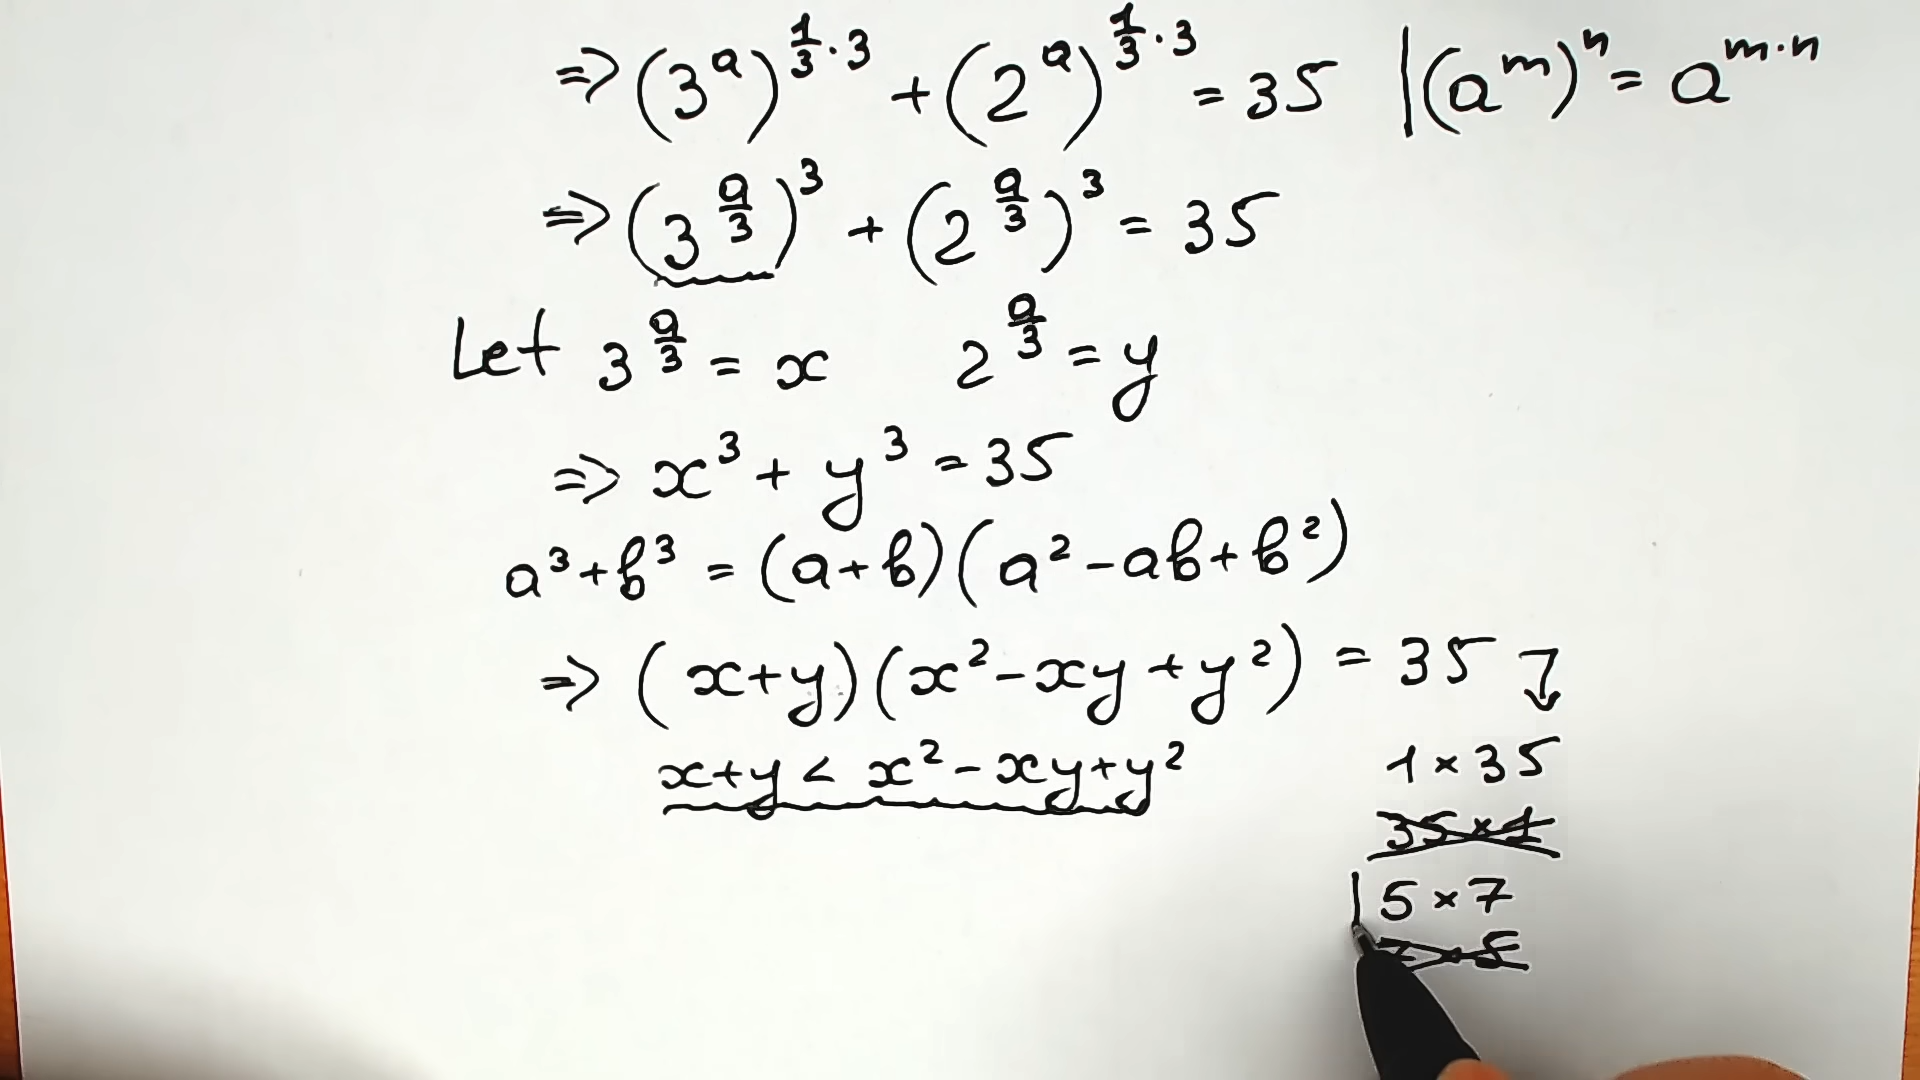 ⇒ (3^a)^{1/3 · 3} + (2^a)^{1/3 · 3} = 35 | (a^m)^n = a^{m·n}
⇒ (3^{a/3})^3 + (2^{a/3})^3 = 35
Let 3^{a/3} = x 2^{a/3} = y
⇒ x^3 + y^3 = 35
a^3 + b^3 = (a+b)(a^2 - ab + b^2)
⇒ (x+y)(x^2 - xy + y^2) = 35
x+y < x^2 - xy + y^2
1 × 35
35 × 1
5 × 7
7 × 5